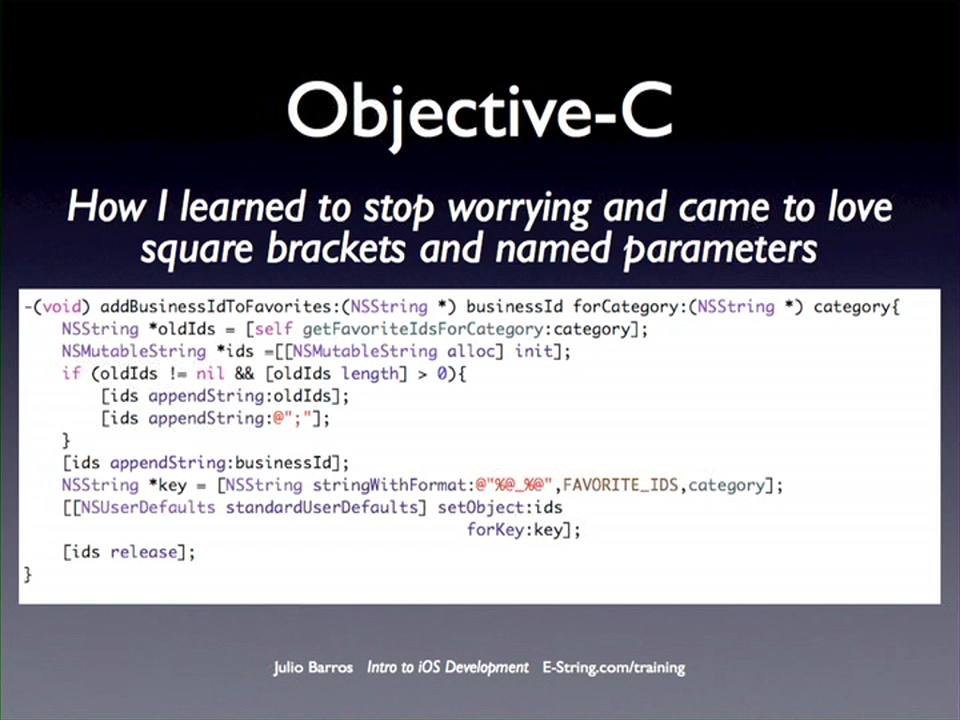 Objective-C
How I learned to stop worrying and came to love
square brackets and named parameters
-(void) addBusinessIdToFavorites:(NSString *) businessId forCategory:(NSString *) category{
    NSString *oldIds = [self getFavoriteIdsForCategory:category];
    NSMutableString *ids =[[NSMutableString alloc] init];
    if (oldIds != nil && [oldIds length] > 0){
        [ids appendString:oldIds];
        [ids appendString:@";"];
    }
    [ids appendString:businessId];
    NSString *key = [NSString stringWithFormat:@"%@_%@",FAVORITE_IDS,category];
    [[NSUserDefaults standardUserDefaults] setObject:ids
                                              forKey:key];
    [ids release];
}
Julio Barros Intro to iOS Development E-String.com/training